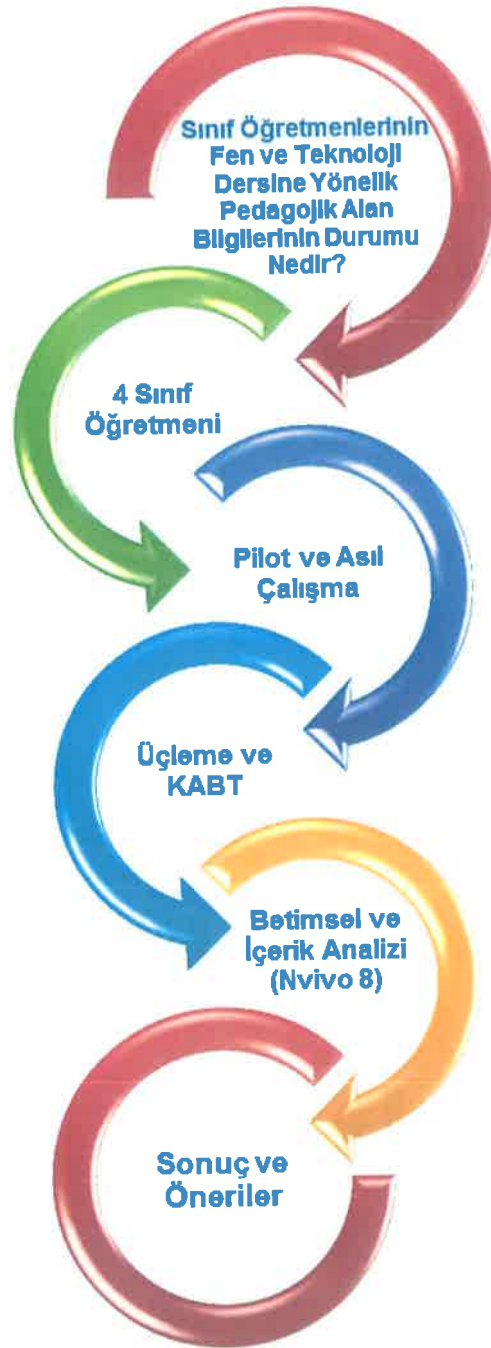 Sınıf Öğretmenlerinin
Fen ve Teknoloji
Dersine Yönelik
Pedagojik Alan
Bilgilerinin Durumu
Nedir?
4 Sınıf
Öğretmeni
Pilot ve Asıl
Çalışma
Üçleme ve
KABT
Betimsel ve
İçerik Analizi
(Nvivo 8)
Sonuç ve
Öneriler